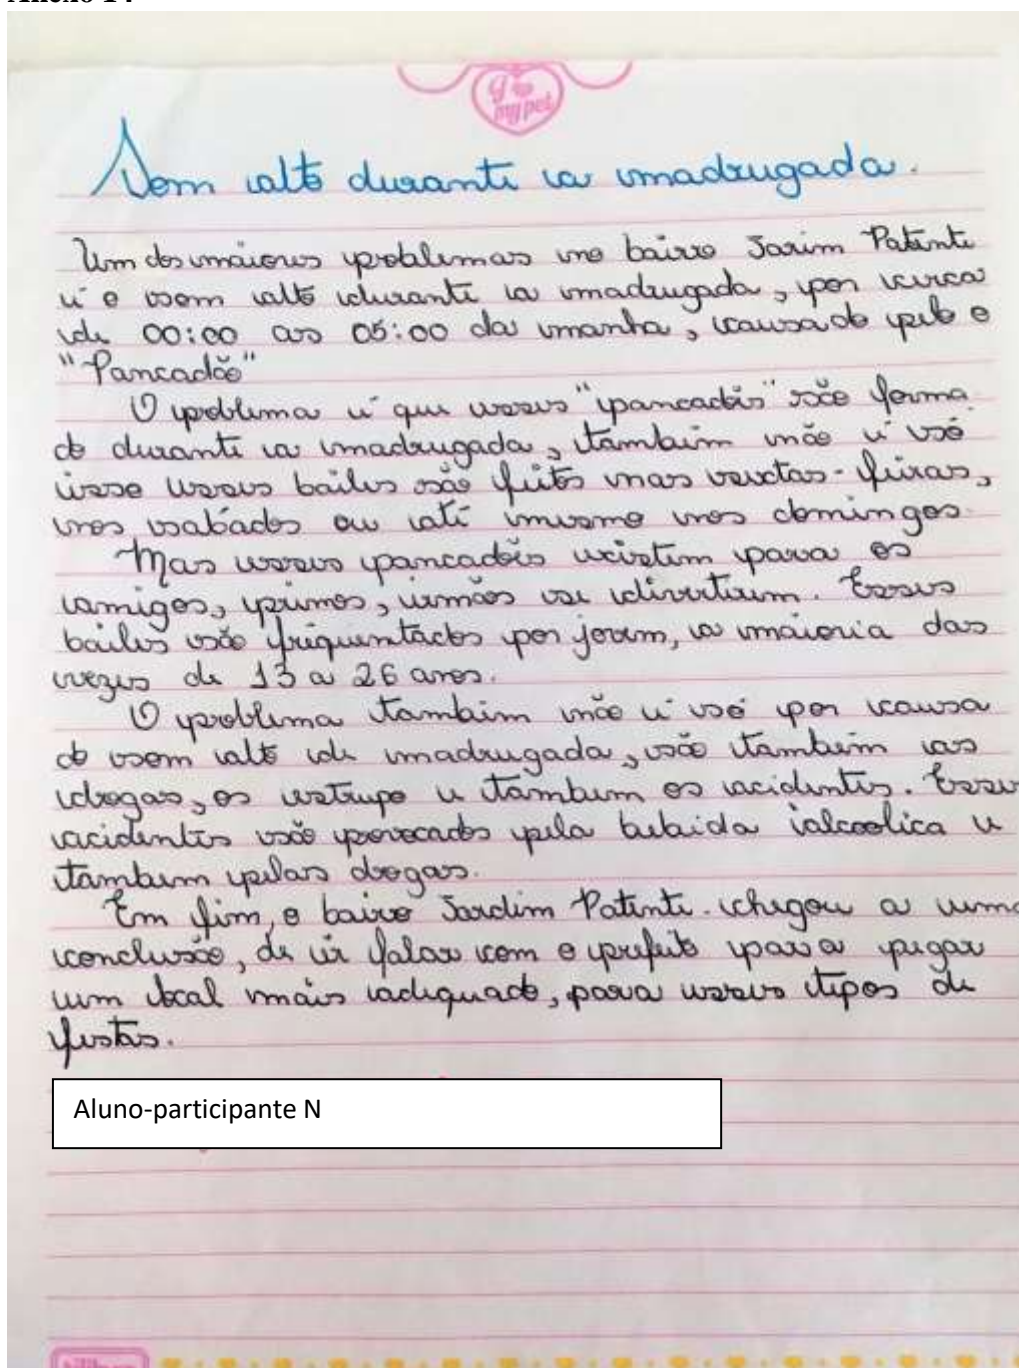 I ♥
my pet
Som alto durante a madrugada.
Um dos maiores problemas no bairro Jarim Patente
é o som alto durante a madrugada, por cerca
de 00:00 as 05:00 da manha, causado pelo o
"Pancadão"
O problema é que esses "pancadões" são forma
do durante a madrugada, também não é só
isso esses bailes são feitos nas sextas-feiras,
nos sabados ou até mesmo nos domingos.
Mas esses pancadões existem para os
amigos, primos, irmãos se divertirem. Esses
bailes são frequentados por jovem, a maioria das
vezes de 13 a 26 anos.
O problema também não é só por causa
do som alto de madrugada, são também as
drogas, os estrupo e também os acidentes. Esses
acidentes são provocados pela bebida alcoolica e
também pelas drogas.
Em fim, o bairro Jardim Patente. chegou a uma
conclusão, de ir falar com o prefeito para pegar
um local mais adequado, para esses tipos de
festas.
Aluno-participante N